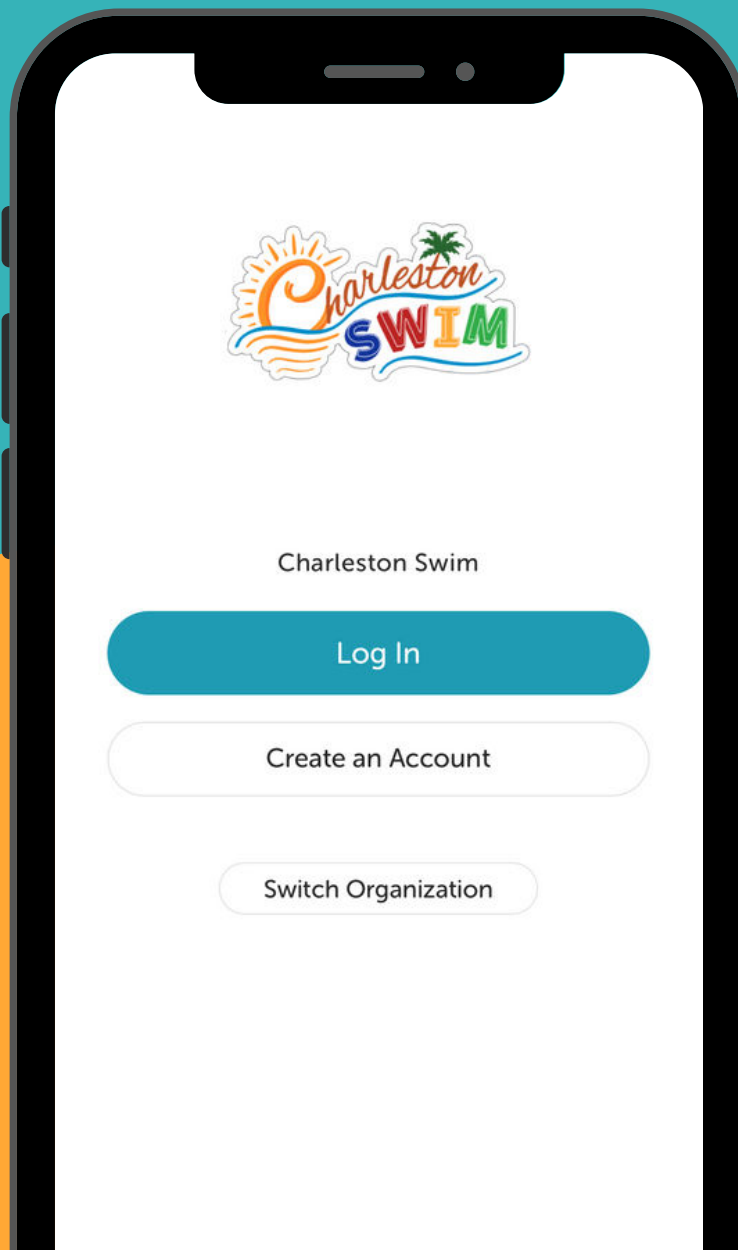 Charleston
SWIM
Charleston Swim
Log In
Create an Account
Switch Organization